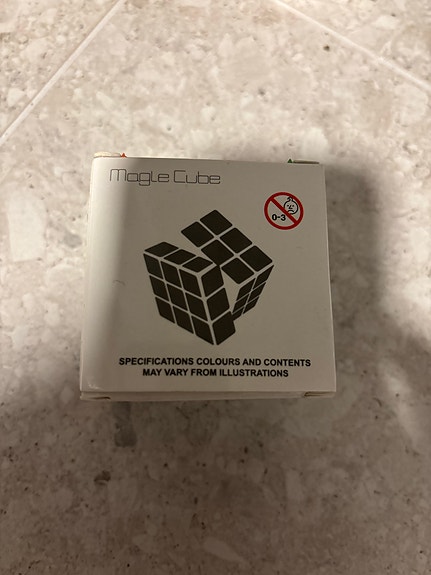 Magic Cube
0-3
SPECIFICATIONS COLOURS AND CONTENTS
MAY VARY FROM ILLUSTRATIONS